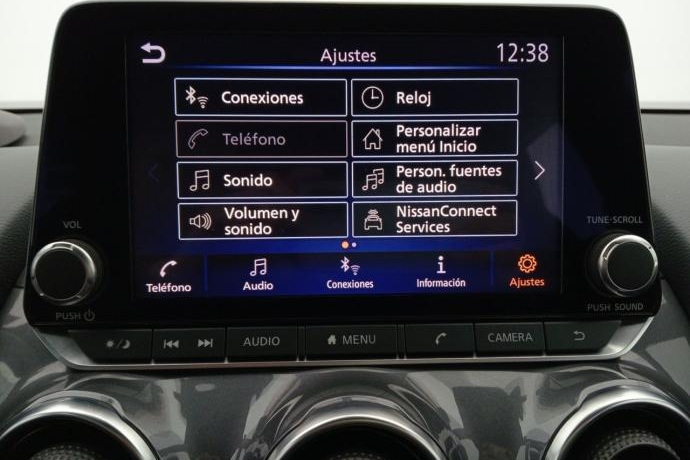 Ajustes
12:38
Conexiones
Reloj
Teléfono
Personalizar
menú Inicio
Sonido
Person. fuentes
de audio
Volumen y
sonido
NissanConnect
Services
Teléfono
Audio
Conexiones
Información
Ajustes
VOL
TUNE·SCROLL
PUSH
PUSH SOUND
AUDIO
MENU
CAMERA